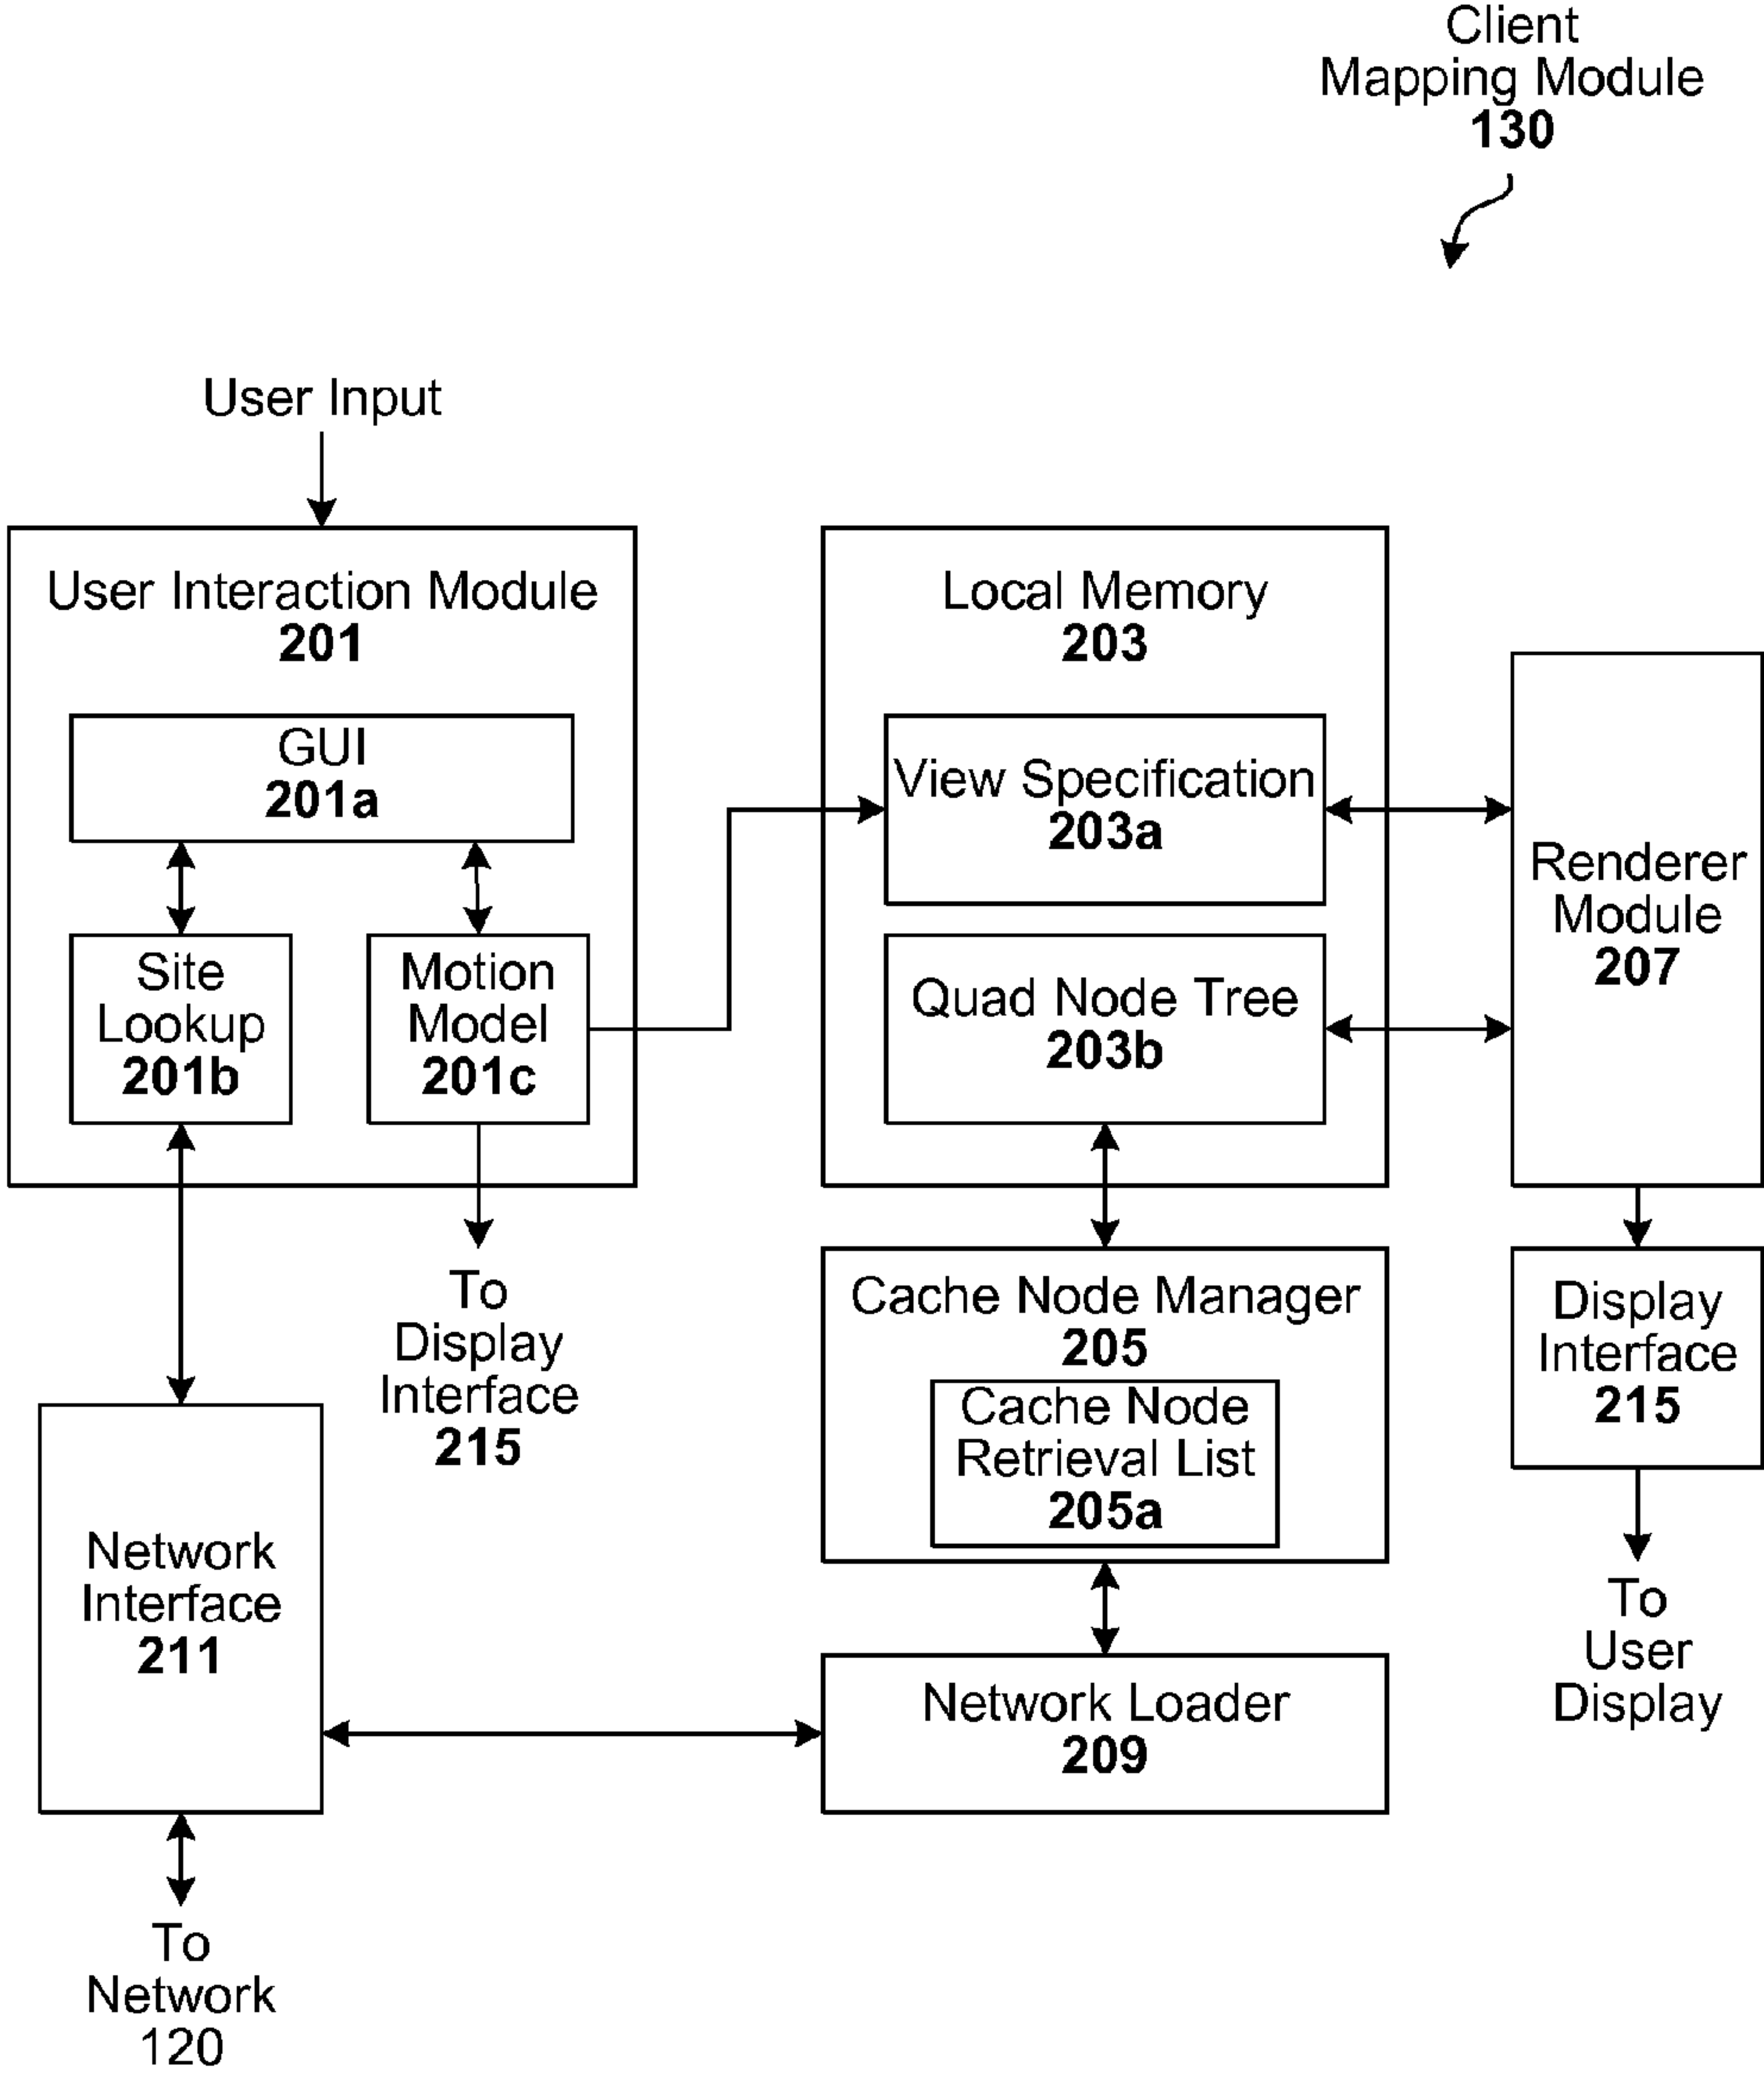 Client
Mapping Module
130
User Input
User Interaction Module
201
GUI
201a
Site
Lookup
201b
Motion
Model
201c
Local Memory
203
View Specification
203a
Quad Node Tree
203b
Renderer
Module
207
To
Display
Interface
215
Cache Node Manager
205
Cache Node
Retrieval List
205a
Display
Interface
215
Network
Interface
211
Network Loader
209
To
User
Display
To
Network
120